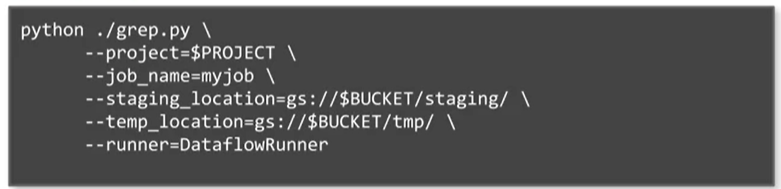 python ./grep.py \
--project=$PROJECT \
--job_name=myjob \
--staging_location=gs://$BUCKET/staging/ \
--temp_location=gs://$BUCKET/tmp/ \
--runner=DataflowRunner